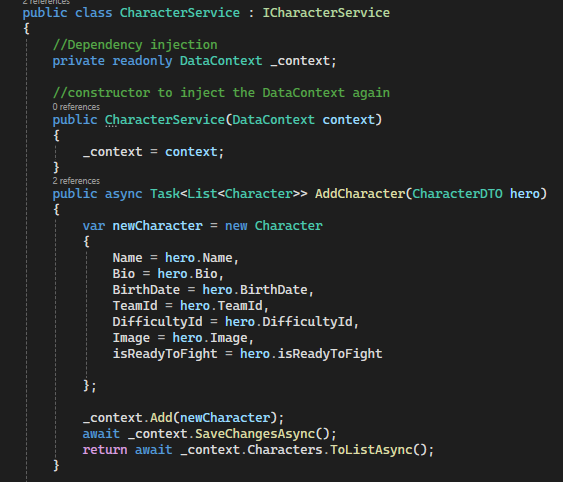 2 references
public class CharacterService : ICharacterService
{
//Dependency injection
private readonly DataContext _context;
//constructor to inject the DataContext again
0 references
public CharacterService(DataContext context)
{
_context = context;
}
2 references
public async Task<List<Character>> AddCharacter(CharacterDTO hero)
{
var newCharacter = new Character
{
Name = hero.Name,
Bio = hero.Bio,
BirthDate = hero.BirthDate,
TeamId = hero.TeamId,
DifficultyId = hero.DifficultyId,
Image = hero.Image,
isReadyToFight = hero.isReadyToFight
};
_context.Add(newCharacter);
await _context.SaveChangesAsync();
return await _context.Characters.ToListAsync();
}